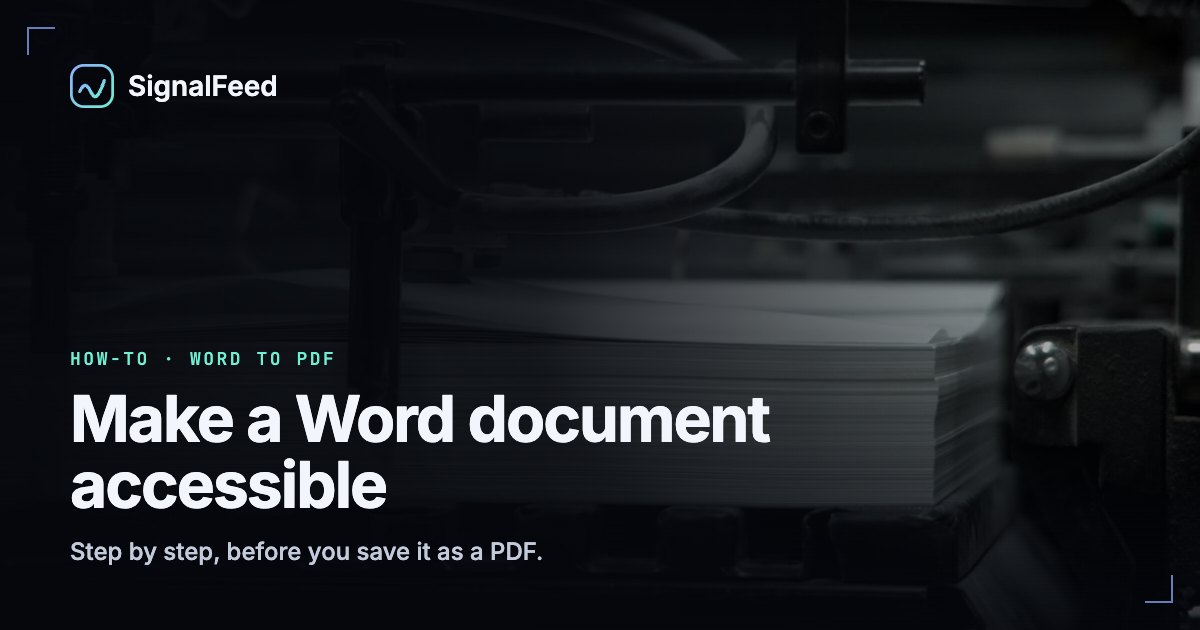 SignalFeed
HOW-TO · WORD TO PDF
Make a Word document
accessible
Step by step, before you save it as a PDF.